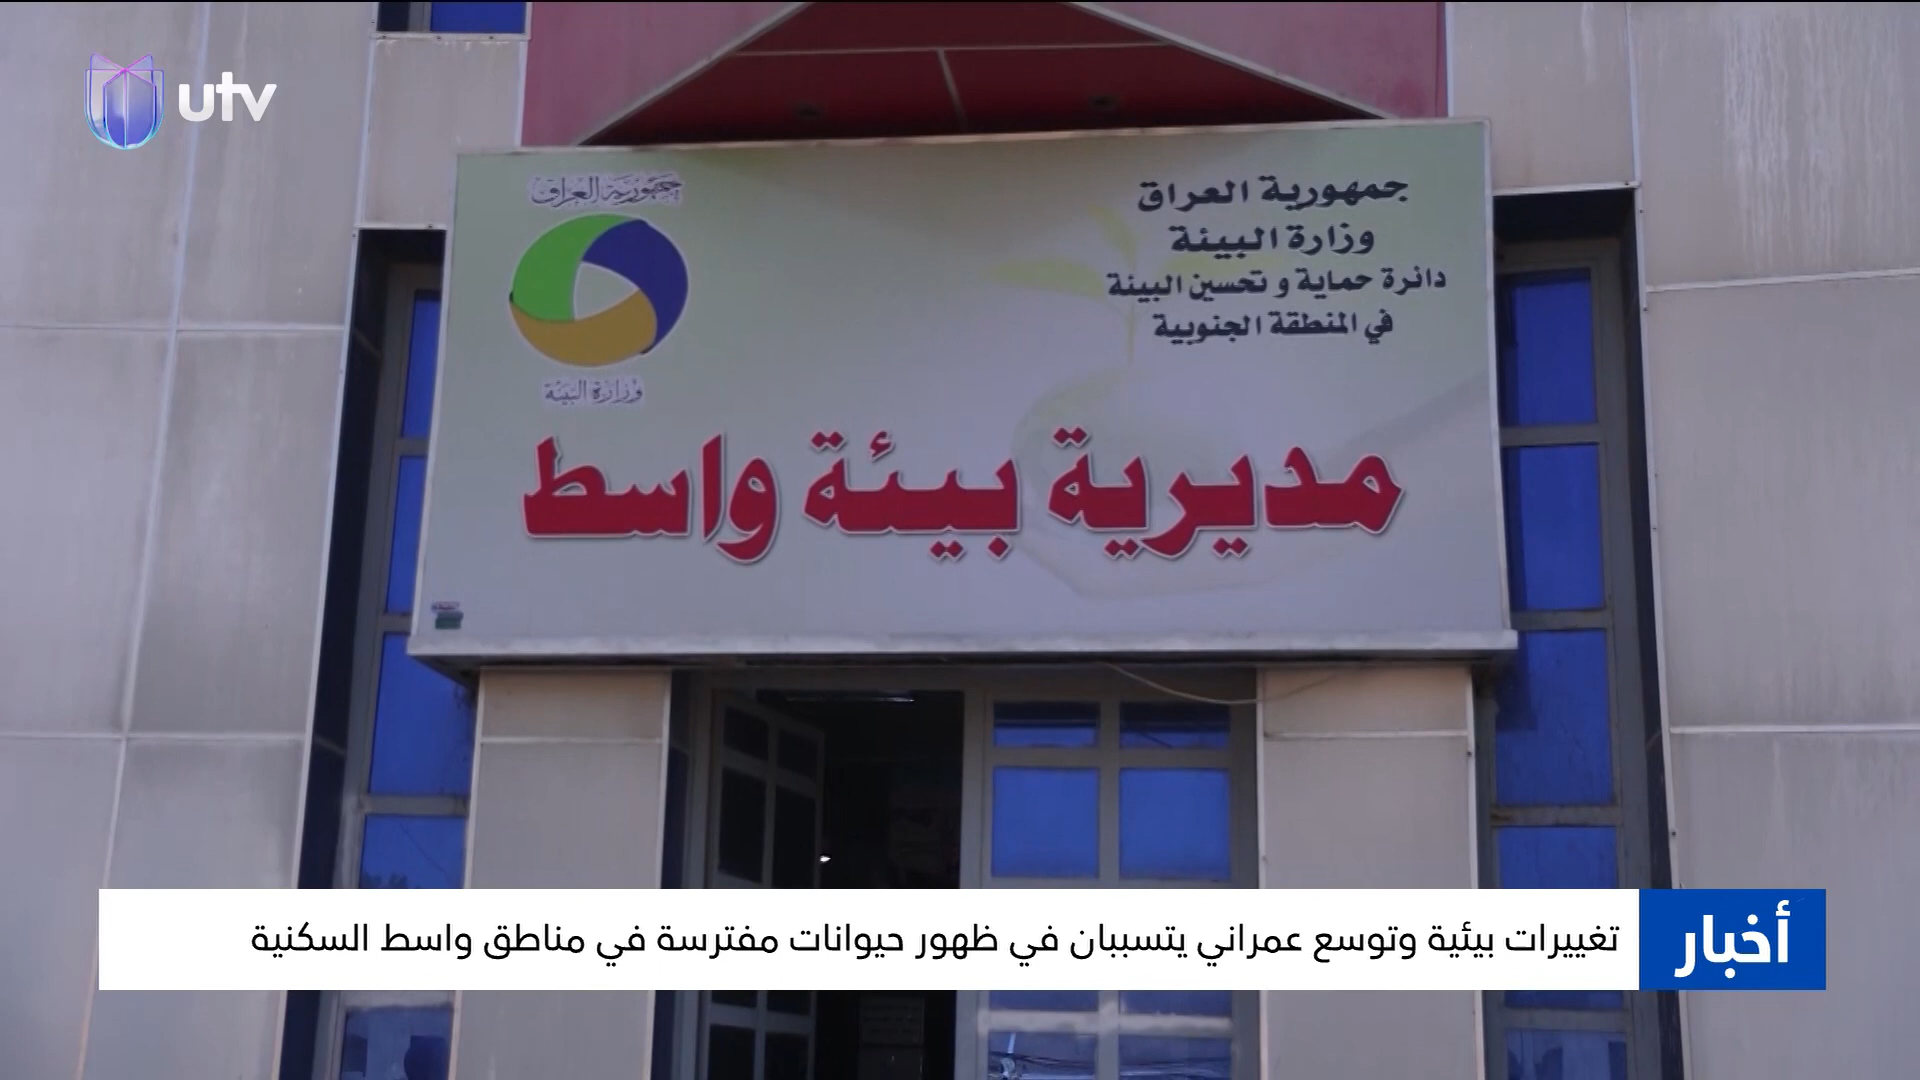 utv
جمهورية العراق
وزارة البيئة
دائرة حماية و تحسين البيئة
في المنطقة الجنوبية
جمهورية العراق
وزارة البيئة
مديرية بيئة واسط
أخبار
تغييرات بيئية وتوسع عمراني يتسببان في ظهور حيوانات مفترسة في مناطق واسط السكنية